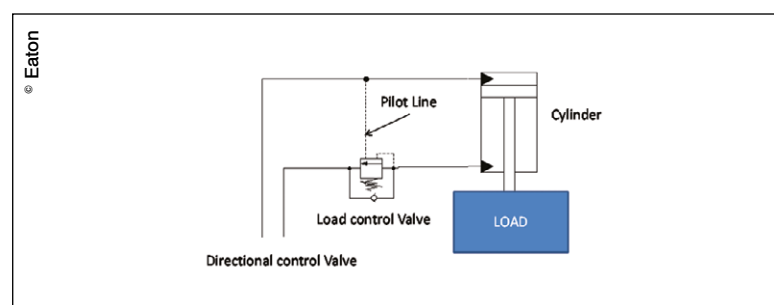 © Eaton
Pilot Line
Cylinder
Load control Valve
LOAD
Directional control Valve